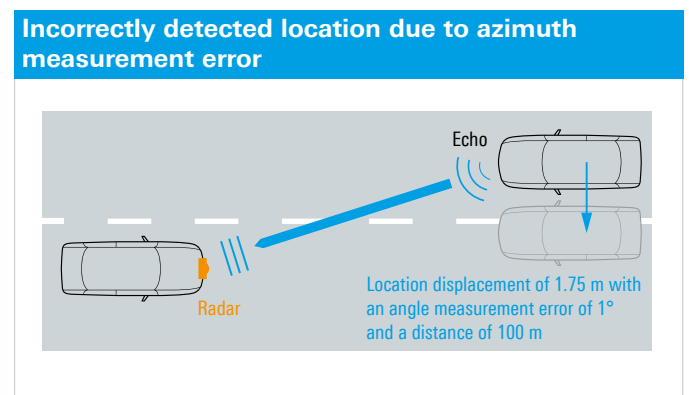 Incorrectly detected location due to azimuth
measurement error
Echo
Radar
Location displacement of 1.75 m with
an angle measurement error of 1°
and a distance of 100 m